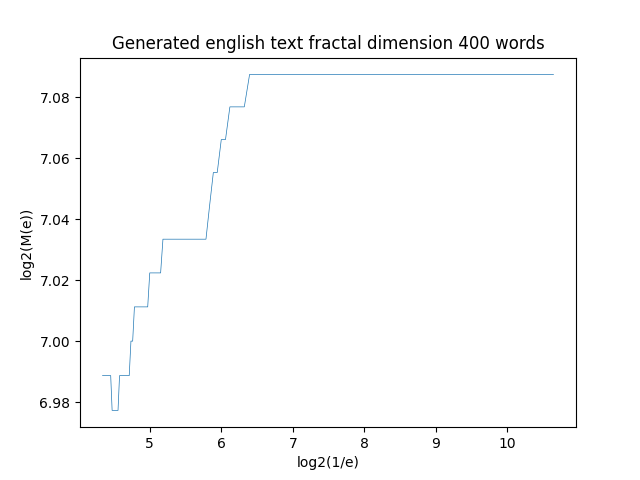 Generated english text fractal dimension 400 words
7.08
7.06
7.04
7.02
7.00
6.98
log2(M(e))
5 6 7 8 9 10
log2(1/e)